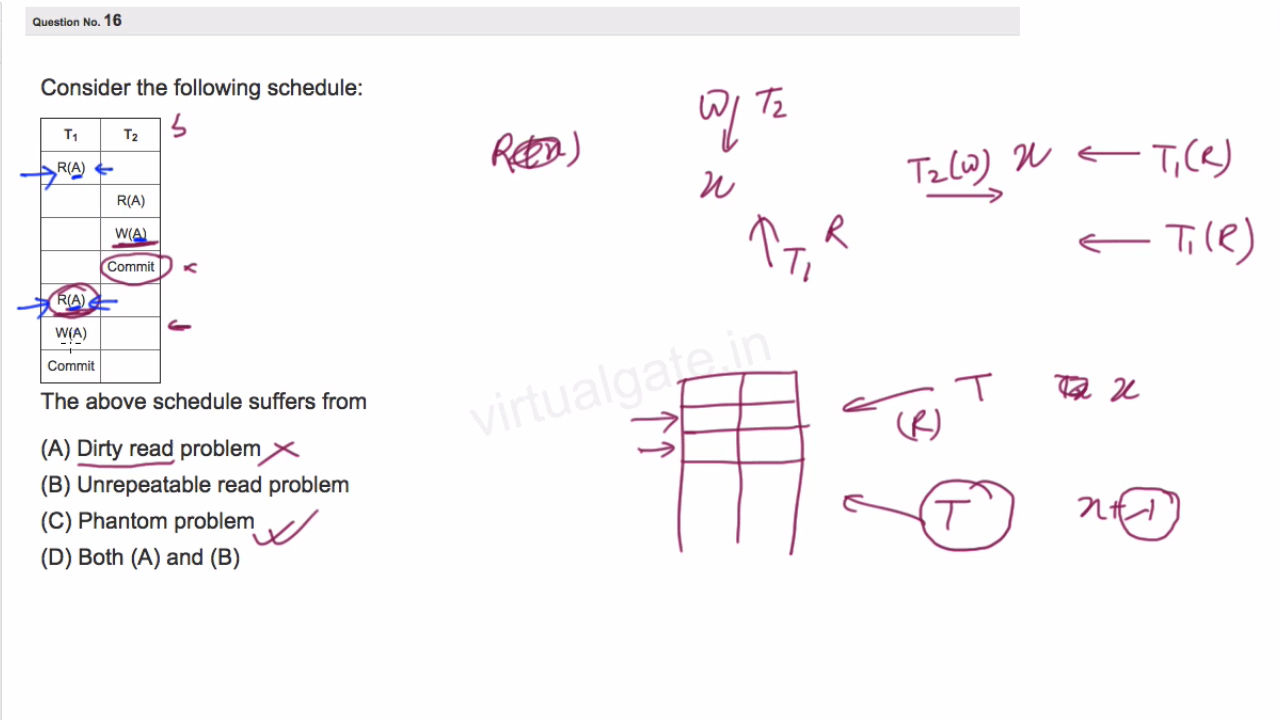 Question No. 16
Consider the following schedule:
T1 T2 S
R(A)
R(A)
W(A)
Commit
R(A)
W(A)
Commit
The above schedule suffers from
(A) Dirty read problem
(B) Unrepeatable read problem
(C) Phantom problem
(D) Both (A) and (B)
W T2
x
T1 R
T2(W) x ← T1(R)
← T1(R)
virtualgate.in
T x
(R)
T